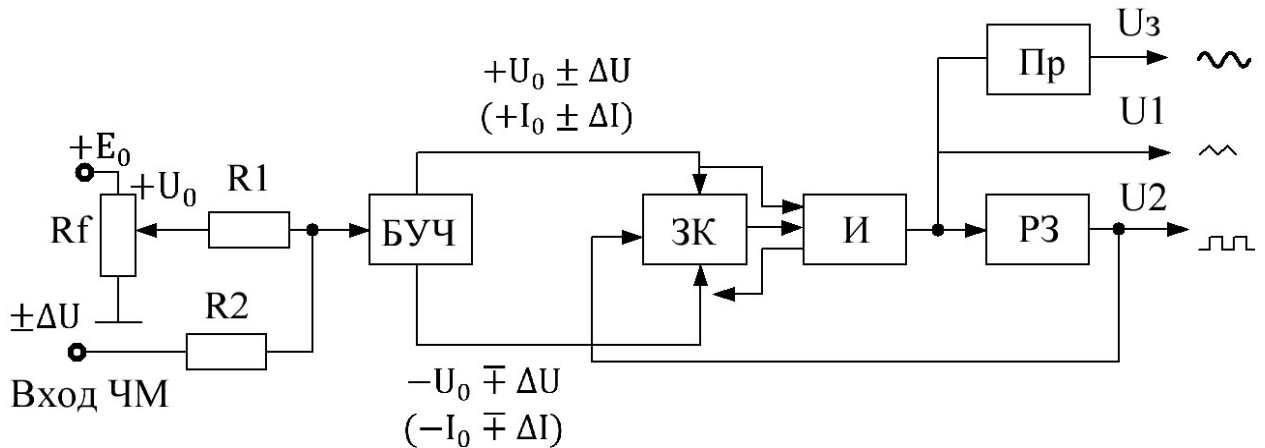 Uз
Пр
+U₀ ± ΔU
(+I₀ ± ΔI)
U1
+E₀
+U₀
R1
U2
Rf
БУЧ
ЗК
И
РЗ
R2
±ΔU
Вход ЧМ
−U₀ ∓ ΔU
(−I₀ ∓ ΔI)